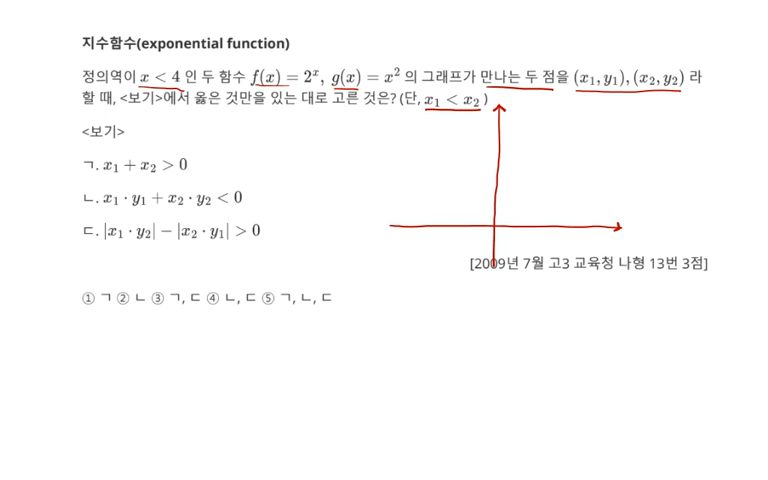 지수함수(exponential function)
정의역이 x < 4 인 두 함수 f(x) = 2^x, g(x) = x^2 의 그래프가 만나는 두 점을 (x_1, y_1), (x_2, y_2) 라
할 때, <보기>에서 옳은 것만을 있는 대로 고른 것은? (단, x_1 < x_2 )
<보기>
ㄱ. x_1 + x_2 > 0
ㄴ. x_1 · y_1 + x_2 · y_2 < 0
ㄷ. |x_1 · y_2| − |x_2 · y_1| > 0
[2009년 7월 고3 교육청 나형 13번 3점]
① ㄱ ② ㄴ ③ ㄱ, ㄷ ④ ㄴ, ㄷ ⑤ ㄱ, ㄴ, ㄷ